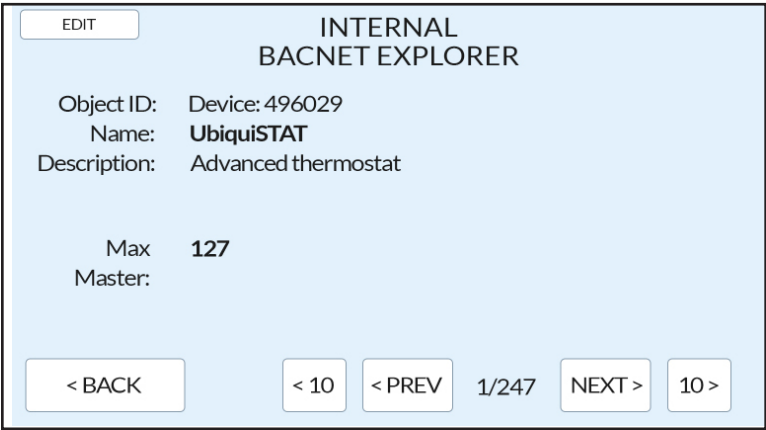 EDIT
INTERNAL
BACNET EXPLORER
Object ID: Device: 496029
Name: UbiquiSTAT
Description: Advanced thermostat
Max 127
Master:
< BACK < 10 < PREV 1/247 NEXT > 10 >